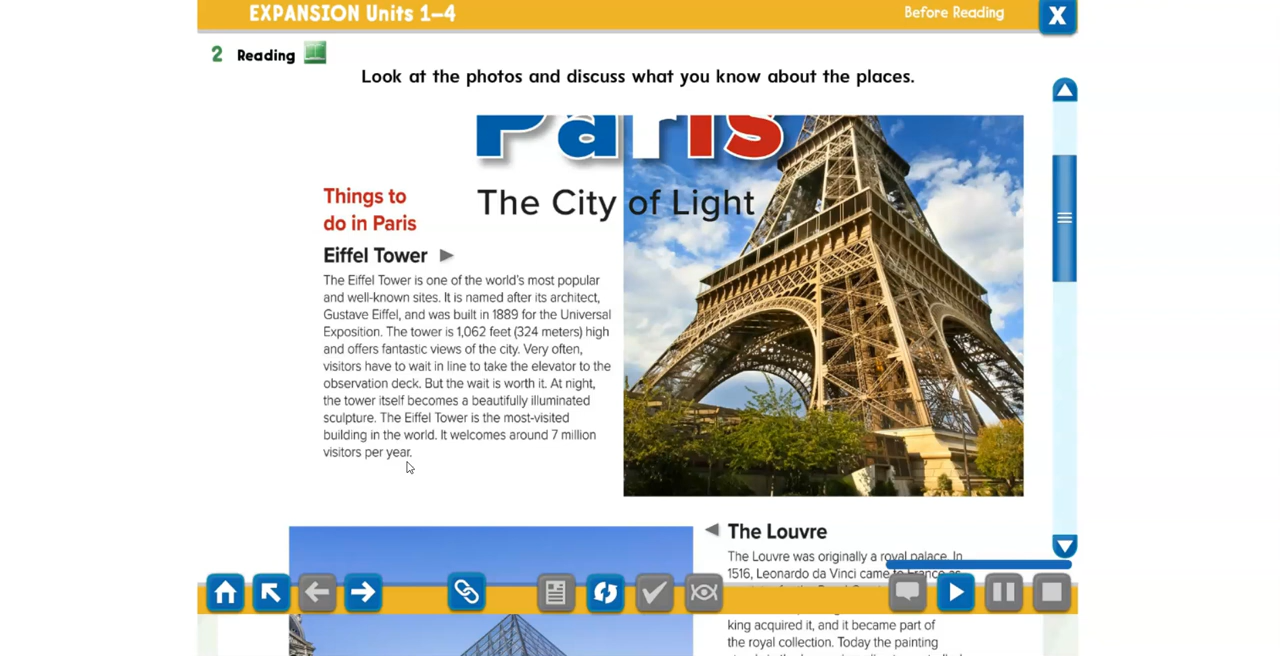 EXPANSION Units 1–4
Before Reading
X
2 Reading
Look at the photos and discuss what you know about the places.
Paris
The City of Light
Things to
do in Paris
Eiffel Tower
The Eiffel Tower is one of the world's most popular
and well-known sites. It is named after its architect,
Gustave Eiffel, and was built in 1889 for the Universal
Exposition. The tower is 1,062 feet (324 meters) high
and offers fantastic views of the city. Very often,
visitors have to wait in line to take the elevator to the
observation deck. But the wait is worth it. At night,
the tower itself becomes a beautifully illuminated
sculpture. The Eiffel Tower is the most-visited
building in the world. It welcomes around 7 million
visitors per year.
The Louvre
The Louvre was originally a royal palace. In
1516, Leonardo da Vinci came to France as
king acquired it, and it became part of
the royal collection. Today the painting